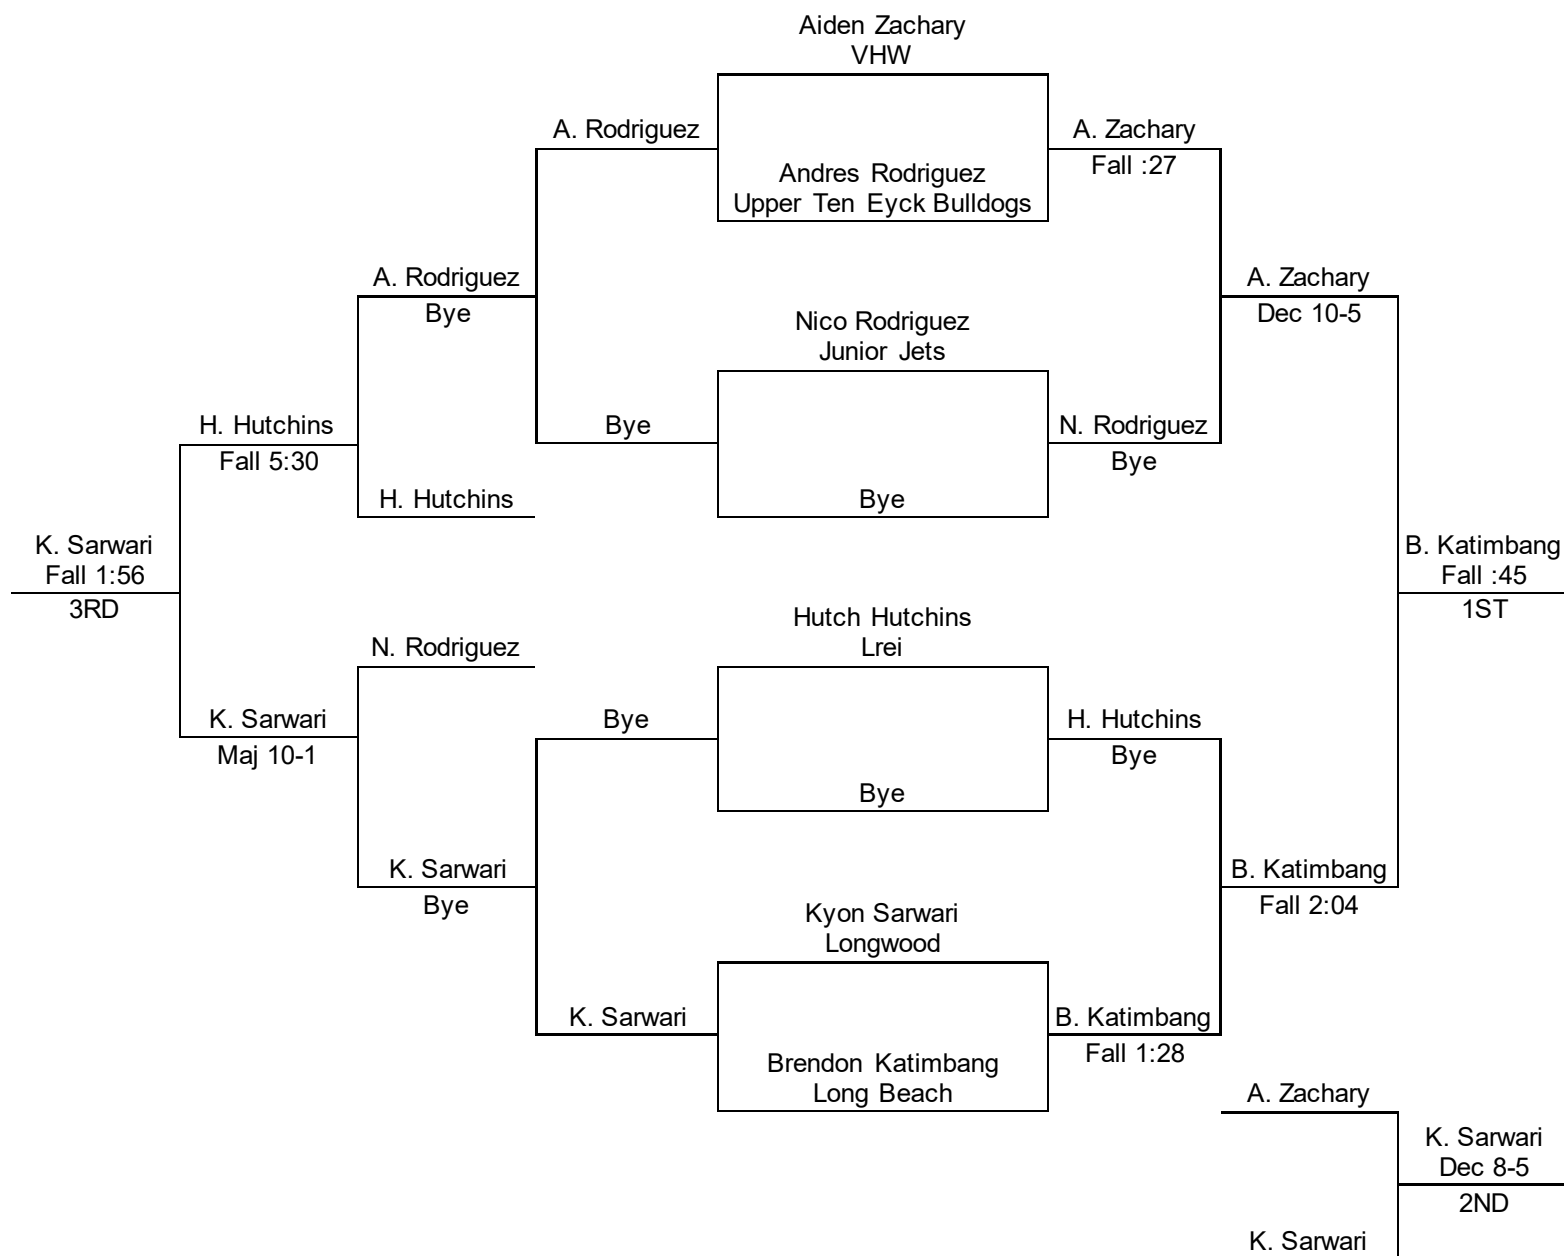 Aiden Zachary
VHW
A. Rodriguez
A. Zachary
Fall :27
Andres Rodriguez
Upper Ten Eyck Bulldogs
A. Rodriguez
Bye
A. Zachary
Dec 10-5
Nico Rodriguez
Junior Jets
H. Hutchins
Fall 5:30
Bye
N. Rodriguez
Bye
H. Hutchins
Bye
K. Sarwari
Fall 1:56
3RD
B. Katimbang
Fall :45
1ST
Hutch Hutchins
Lrei
N. Rodriguez
K. Sarwari
Maj 10-1
Bye
H. Hutchins
Bye
Bye
K. Sarwari
Bye
B. Katimbang
Fall 2:04
Kyon Sarwari
Longwood
K. Sarwari
B. Katimbang
Fall 1:28
Brendon Katimbang
Long Beach
A. Zachary
K. Sarwari
Dec 8-5
2ND
K. Sarwari